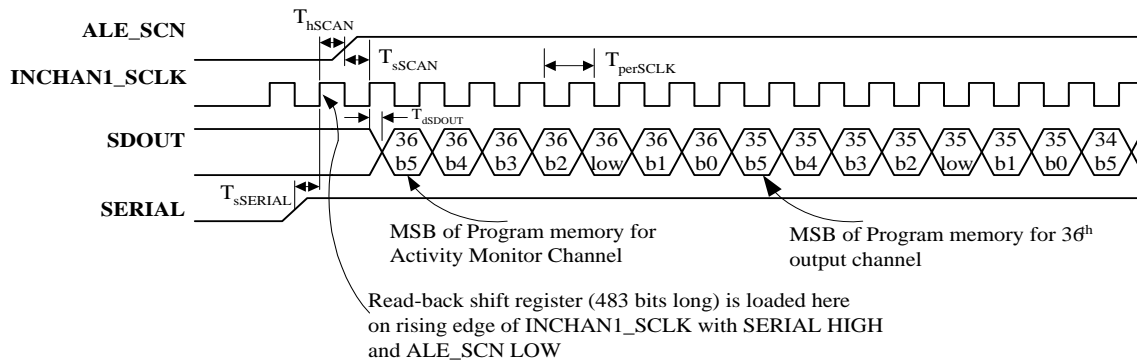 T_hSCAN
ALE_SCN
T_sSCAN
INCHAN1_SCLK
T_perSCLK
T_dSDOUT
SDOUT
36 36 36 36 36 36 36 35 35 35 35 35 35 35 34
b5 b4 b3 b2 low b1 b0 b5 b4 b3 b2 low b1 b0 b5
T_sSERIAL
SERIAL
MSB of Program memory for
Activity Monitor Channel
MSB of Program memory for 36th
output channel
Read-back shift register (483 bits long) is loaded here
on rising edge of INCHAN1_SCLK with SERIAL HIGH
and ALE_SCN LOW